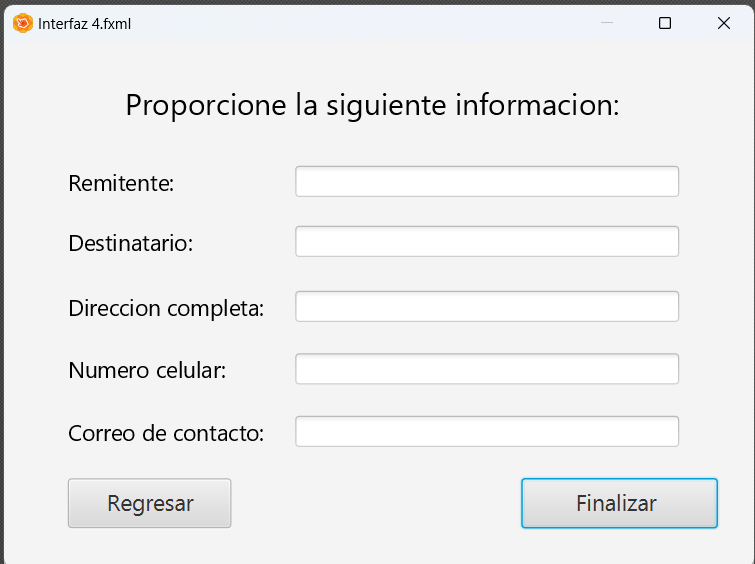 Interfaz 4.fxml
Proporcione la siguiente informacion:
Remitente:
Destinatario:
Direccion completa:
Numero celular:
Correo de contacto:
Regresar
Finalizar